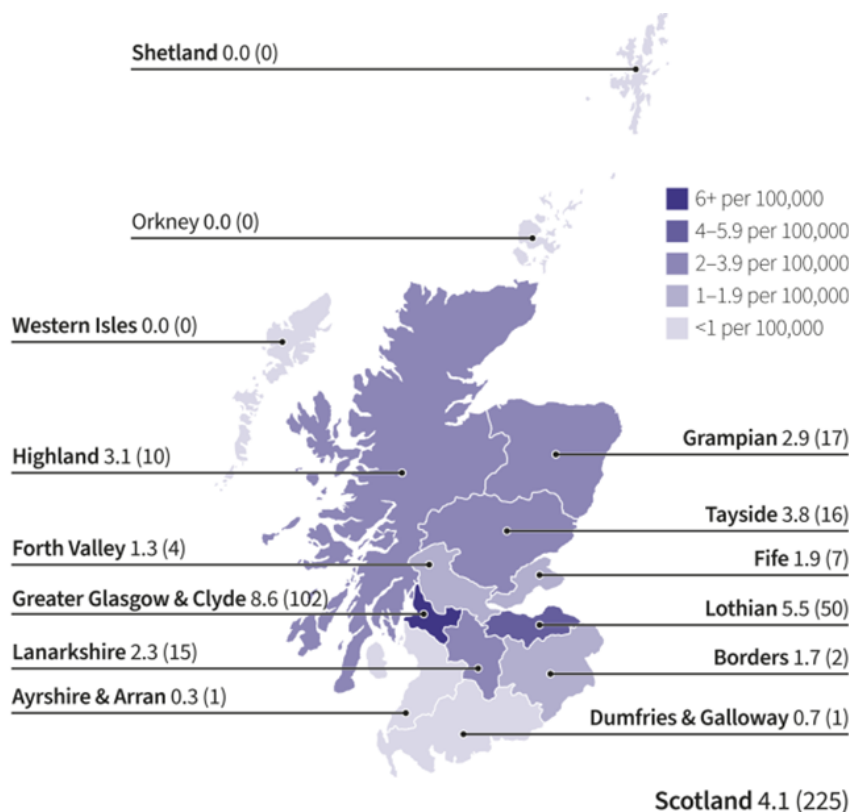 Shetland 0.0 (0)
Orkney 0.0 (0)
6+ per 100,000
4–5.9 per 100,000
2–3.9 per 100,000
1–1.9 per 100,000
<1 per 100,000
Western Isles 0.0 (0)
Highland 3.1 (10)
Forth Valley 1.3 (4)
Greater Glasgow & Clyde 8.6 (102)
Lanarkshire 2.3 (15)
Ayrshire & Arran 0.3 (1)
Grampian 2.9 (17)
Tayside 3.8 (16)
Fife 1.9 (7)
Lothian 5.5 (50)
Borders 1.7 (2)
Dumfries & Galloway 0.7 (1)
Scotland 4.1 (225)